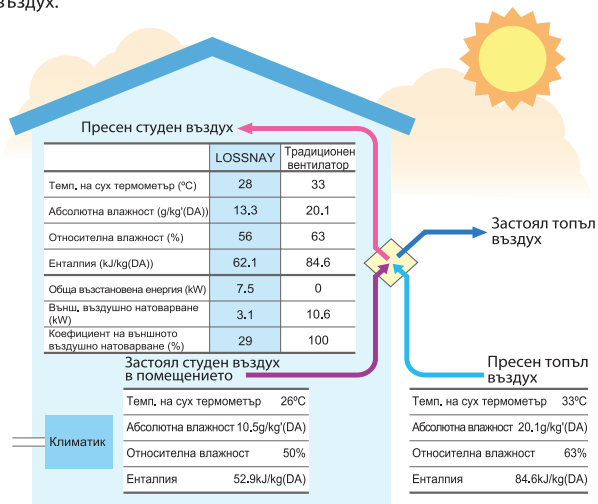 въздух.
Пресен студен въздух
LOSSNAY Традиционен вентилатор
Темп. на сух термометър (ºC) 28 33
Абсолютна влажност (g/kg'(DA)) 13.3 20.1
Относителна влажност (%) 56 63
Енталпия (kJ/kg(DA)) 62.1 84.6
Обща възстановена енергия (kW) 7.5 0
Външ. въздушно натоварване (kW) 3.1 10.6
Коефициент на външното въздушно натоварване (%) 29 100
Застоял топъл
въздух
Застоял студен въздух
в помещението
Темп. на сух термометър 26ºC
Абсолютна влажност 10.5g/kg'(DA)
Относителна влажност 50%
Енталпия 52.9kJ/kg(DA)
Климатик
Пресен топъл
въздух
Темп. на сух термометър 33ºC
Абсолютна влажност 20.1g/kg'(DA)
Относителна влажност 63%
Енталпия 84.6kJ/kg(DA)